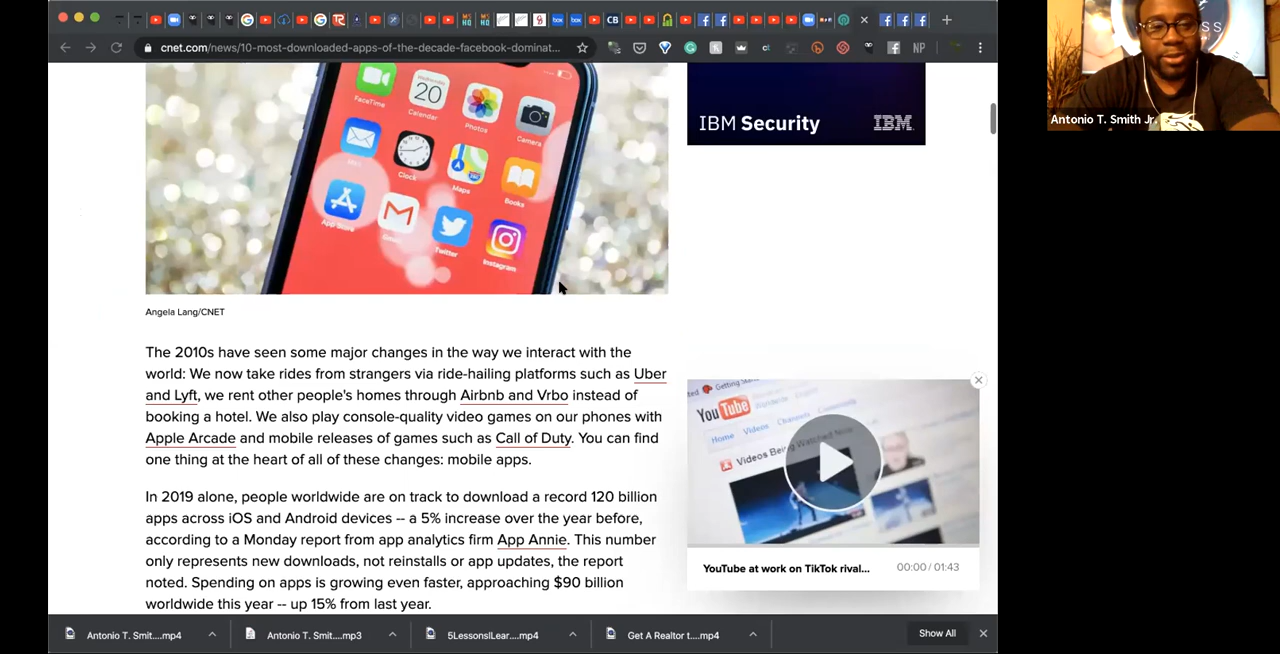 cnet.com/news/10-most-downloaded-apps-of-the-decade-facebook-dominat...
NP
FaceTime
Wednesday
20
Calendar
Photos
Camera
Clock
Maps
Books
App Store
Twitter
Instagram
IBM Security
IBM
Antonio T. Smith Jr.
Angela Lang/CNET
The 2010s have seen some major changes in the way we interact with the
world: We now take rides from strangers via ride-hailing platforms such as Uber
and Lyft, we rent other people's homes through Airbnb and Vrbo instead of
booking a hotel. We also play console-quality video games on our phones with
Apple Arcade and mobile releases of games such as Call of Duty. You can find
one thing at the heart of all of these changes: mobile apps.
In 2019 alone, people worldwide are on track to download a record 120 billion
apps across iOS and Android devices -- a 5% increase over the year before,
according to a Monday report from app analytics firm App Annie. This number
only represents new downloads, not reinstalls or app updates, the report
noted. Spending on apps is growing even faster, approaching $90 billion
worldwide this year -- up 15% from last year.
YouTube
Home Videos Channels
Videos Being Watched Now
YouTube at work on TikTok rival... 00:00 / 01:43
Antonio T. Smit....mp4
Antonio T. Smit....mp3
5LessonsILear....mp4
Get A Realtor t....mp4
Show All